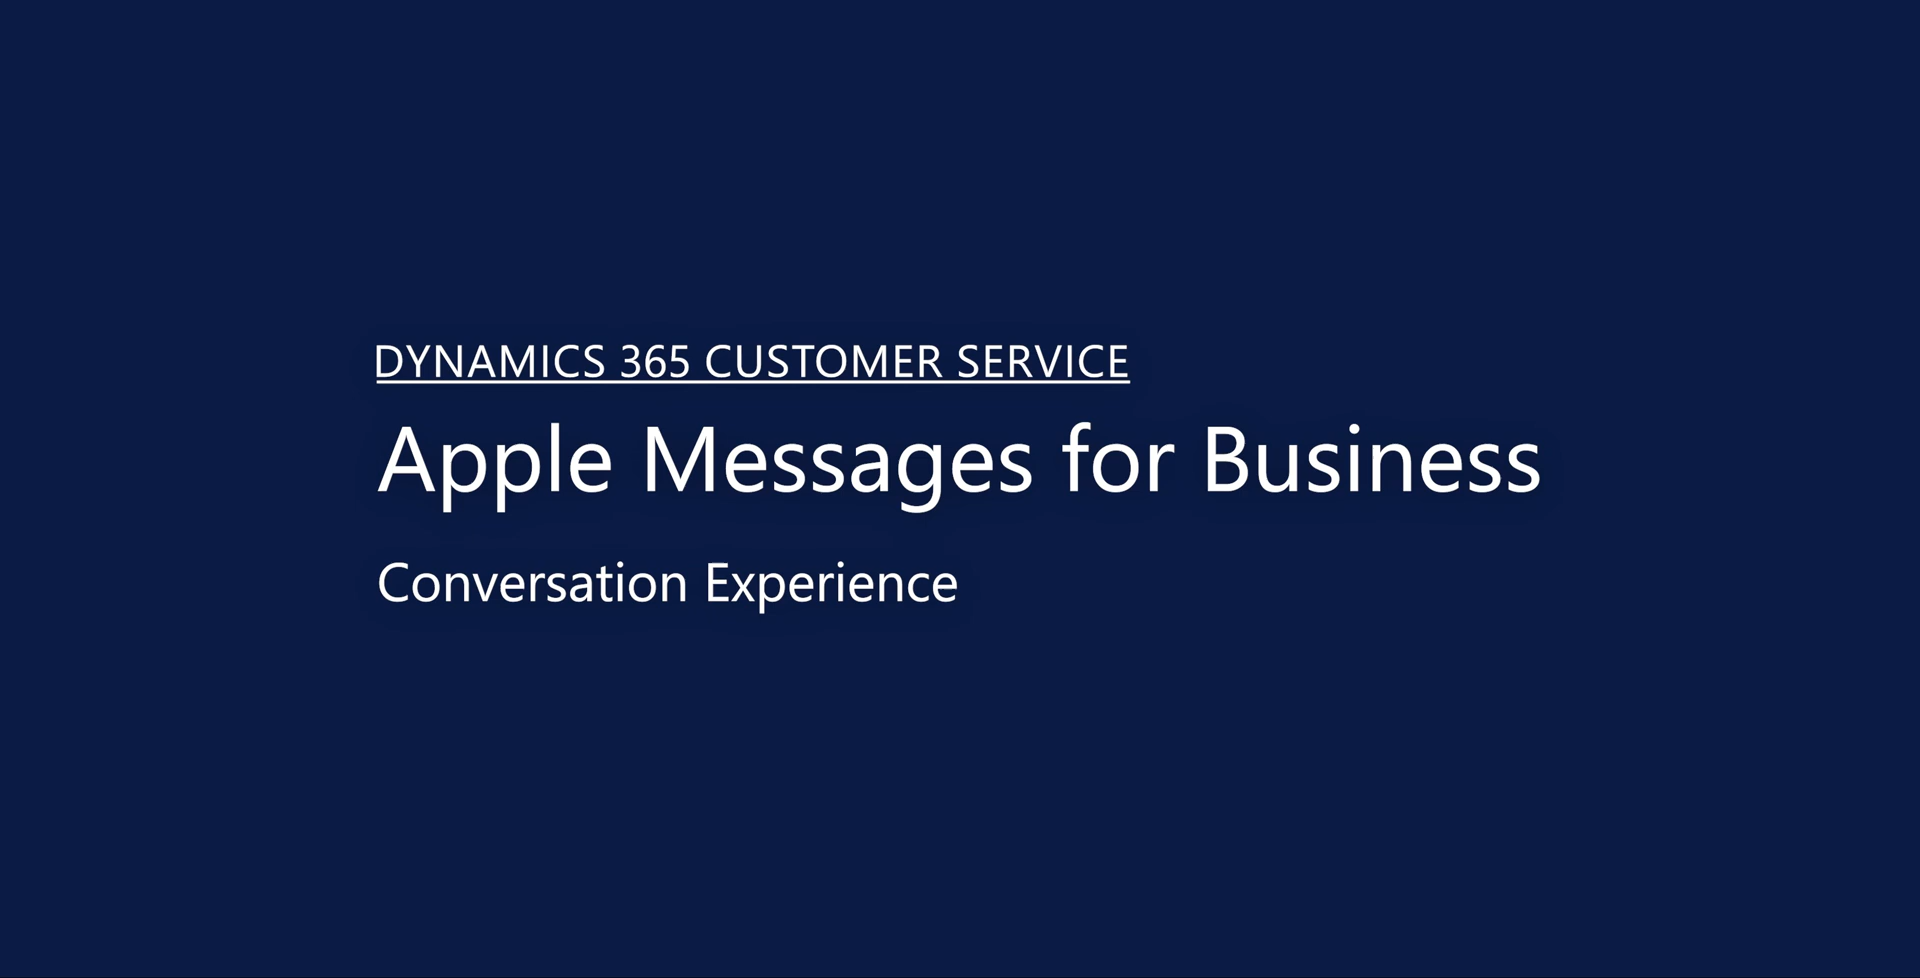 DYNAMICS 365 CUSTOMER SERVICE
Apple Messages for Business
Conversation Experience